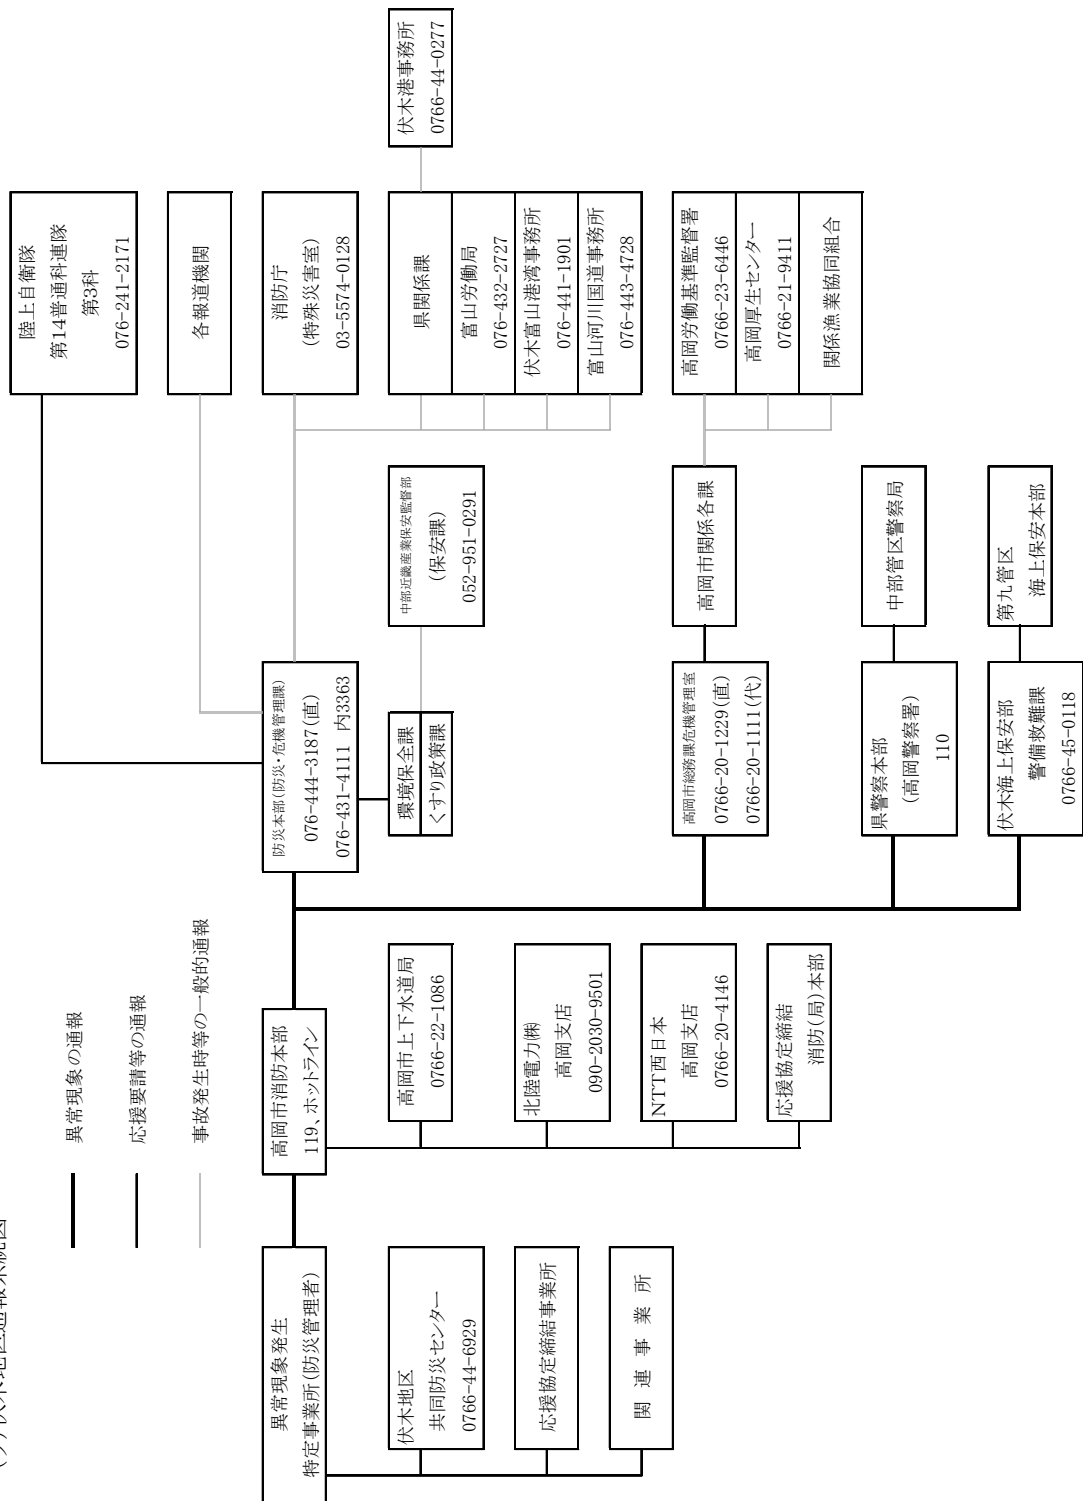 伏木地区通報系統図
異常現象の通報
応援要請等の通報
事故発生時等の一般的通報
異常現象発生
特定事業所(防災管理者)
伏木地区
共同防災センター
0766-44-6929
応援協定締結事業所
関連事業所
高岡市消防本部
119、ホットライン
高岡市上下水道局
0766-22-1086
北陸電力㈱
高岡支店
090-2030-9501
NTT西日本
高岡支店
0766-20-4146
応援協定締結
消防(局)本部
防災本部(防災・危機管理課)
076-444-3187(直)
076-431-4111 内3363
環境保全課
くすり政策課
高岡市総務課危機管理室
0766-20-1229(直)
0766-20-1111(代)
県警察本部
(高岡警察署)
110
伏木海上保安部
警備救難課
0766-45-0118
中部近畿産業保安監督部
(保安課)
052-951-0291
高岡市関係各課
中部管区警察局
第九管区
海上保安本部
陸上自衛隊
第14普通科連隊
第3科
076-241-2171
各報道機関
消防庁
(特殊災害室)
03-5574-0128
県関係課
富山労働局
076-432-2727
伏木富山港湾事務所
076-441-1901
富山河川国道事務所
076-443-4728
高岡労働基準監督署
0766-23-6446
高岡厚生センター
0766-21-9411
関係漁業協同組合
伏木港事務所
0766-44-0277